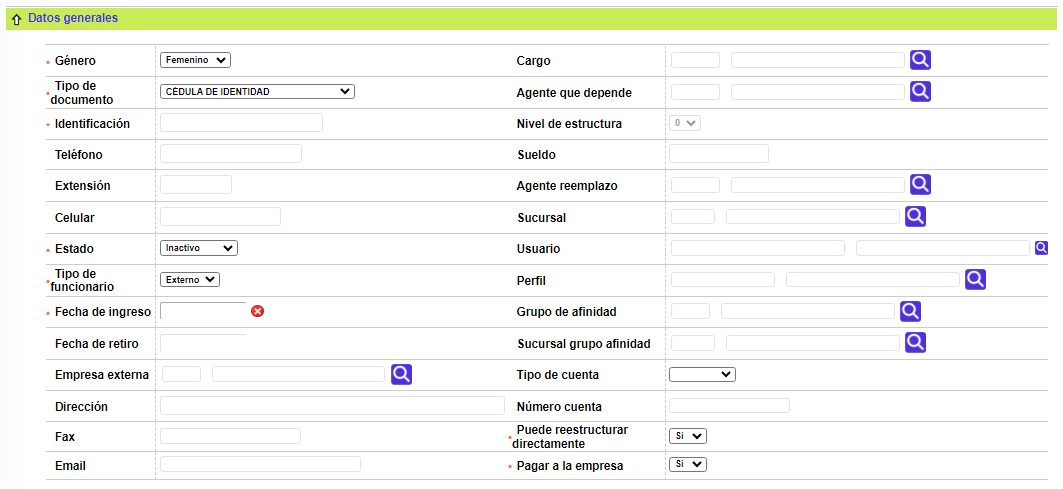 Datos generales
* Género Femenino Cargo
Tipo de
* documento CÉDULA DE IDENTIDAD Agente que depende
* Identificación Nivel de estructura 0
Teléfono Sueldo
Extensión Agente reemplazo
Celular Sucursal
* Estado Inactivo Usuario
Tipo de
* funcionario Externo Perfil
* Fecha de ingreso Grupo de afinidad
Fecha de retiro Sucursal grupo afinidad
Empresa externa Tipo de cuenta
Dirección Número cuenta
Fax Puede reestructurar
* directamente Si
Email * Pagar a la empresa Si